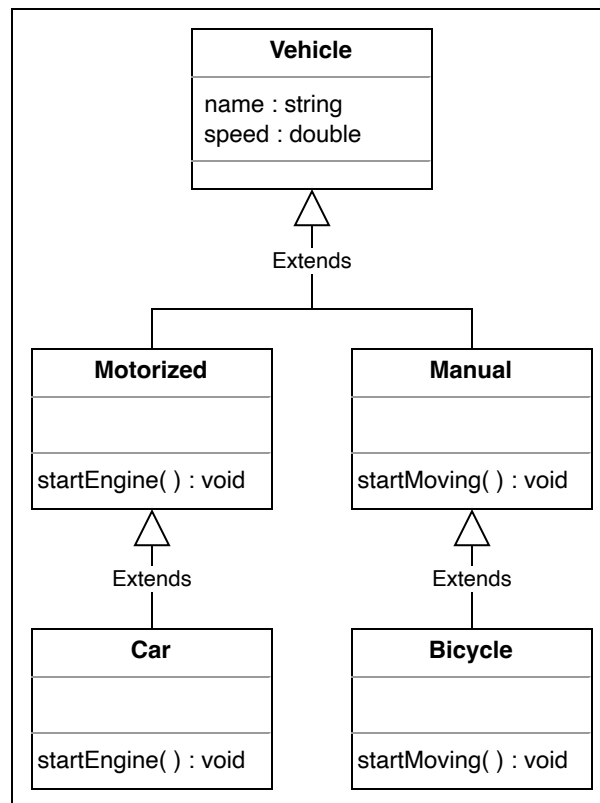 Vehicle
name : string
speed : double
Extends
Motorized
startEngine( ) : void
Manual
startMoving( ) : void
Extends
Extends
Car
startEngine( ) : void
Bicycle
startMoving( ) : void